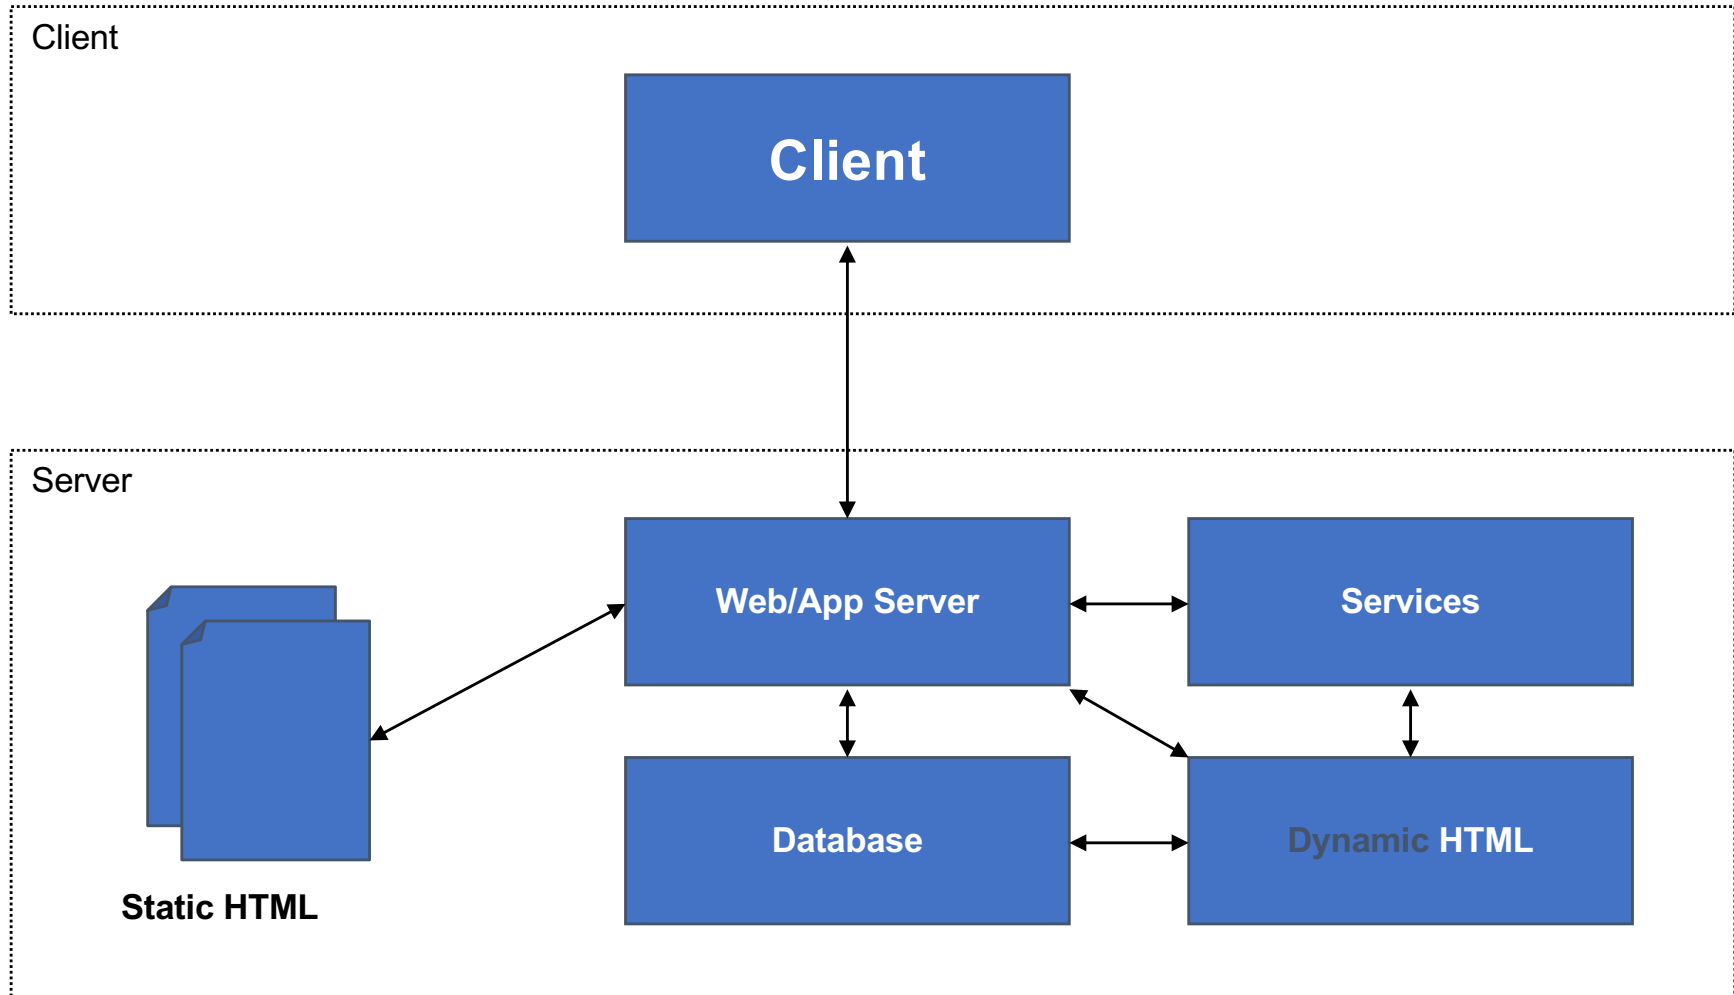 Client
Client
Server
Web/App Server
Services
Database
Dynamic HTML
Static HTML